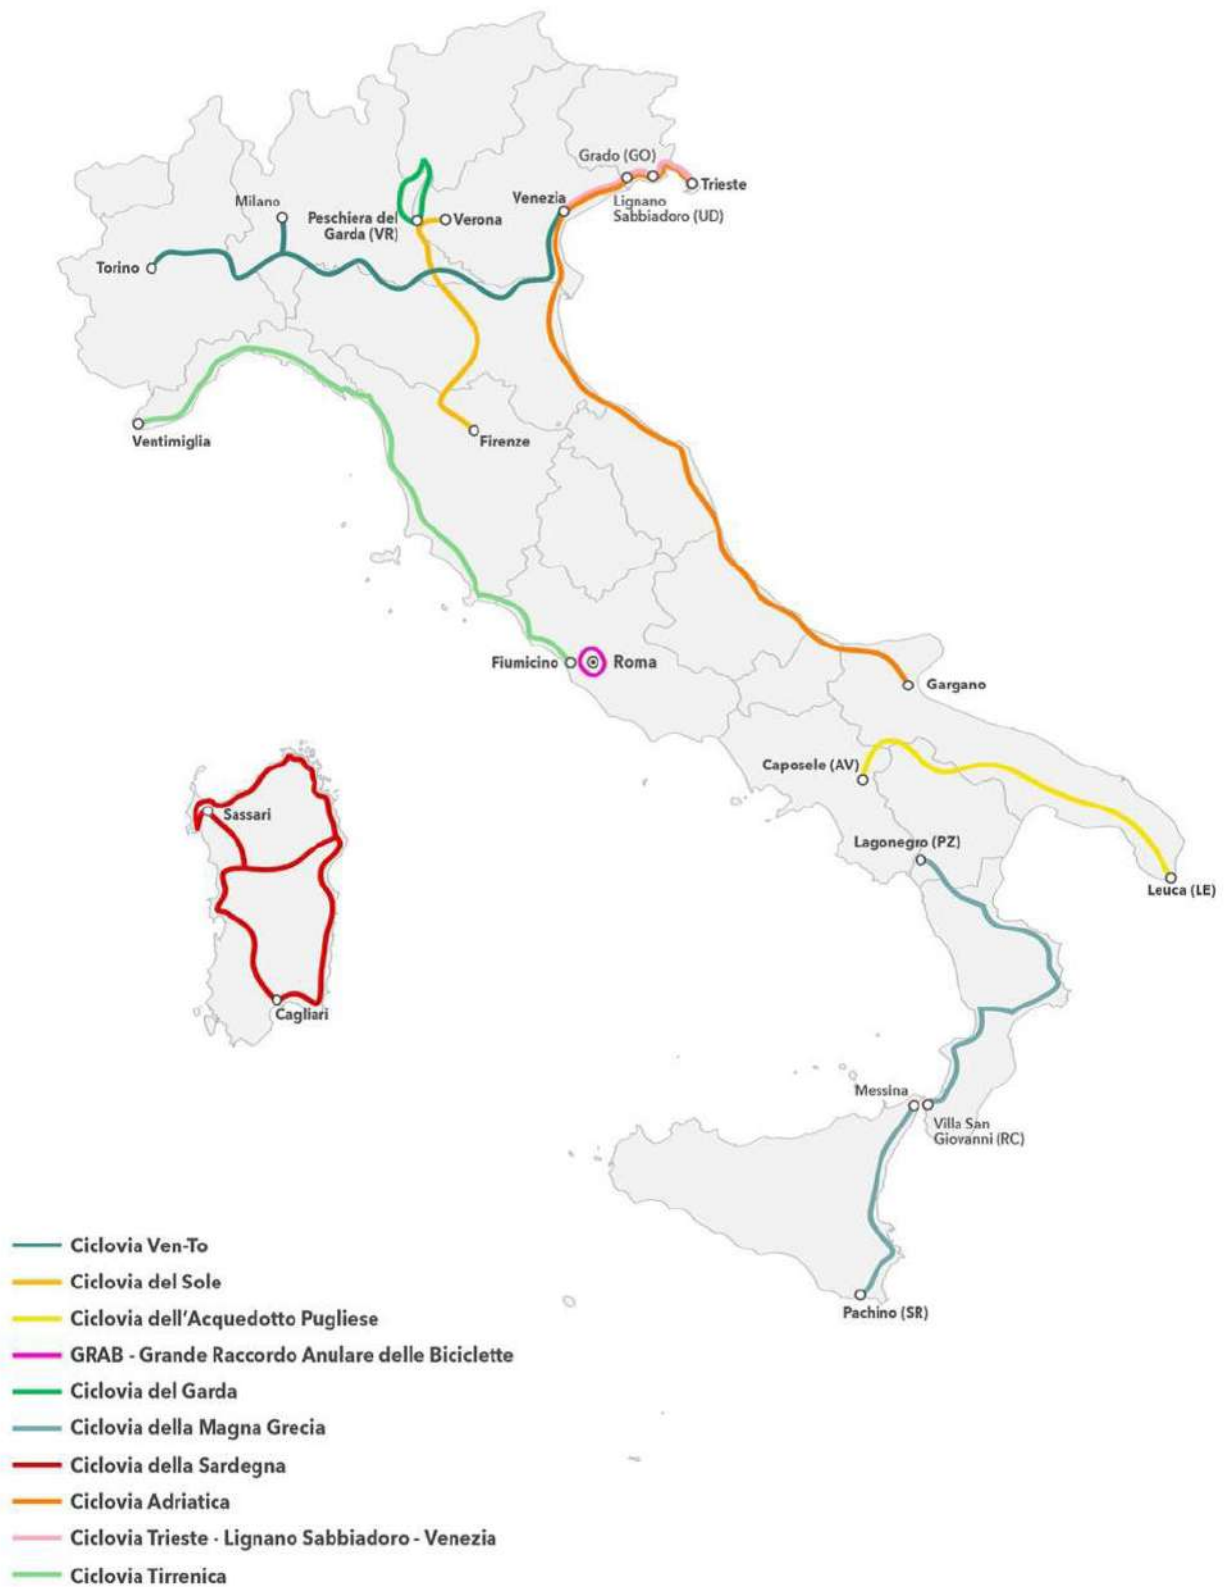 Grado (GO)
Trieste
Venezia
Lignano
Sabbiadoro (UD)
Milano
Peschiera del
Garda (VR)
Verona
Torino
Ventimiglia
Firenze
Fiumicino
Roma
Gargano
Caposele (AV)
Sassari
Lagonegro (PZ)
Leuca (LE)
Cagliari
Messina
Villa San
Giovanni (RC)
Pachino (SR)
Ciclovia Ven-To
Ciclovia del Sole
Ciclovia dell'Acquedotto Pugliese
GRAB - Grande Raccordo Anulare delle Biciclette
Ciclovia del Garda
Ciclovia della Magna Grecia
Ciclovia della Sardegna
Ciclovia Adriatica
Ciclovia Trieste - Lignano Sabbiadoro - Venezia
Ciclovia Tirrenica